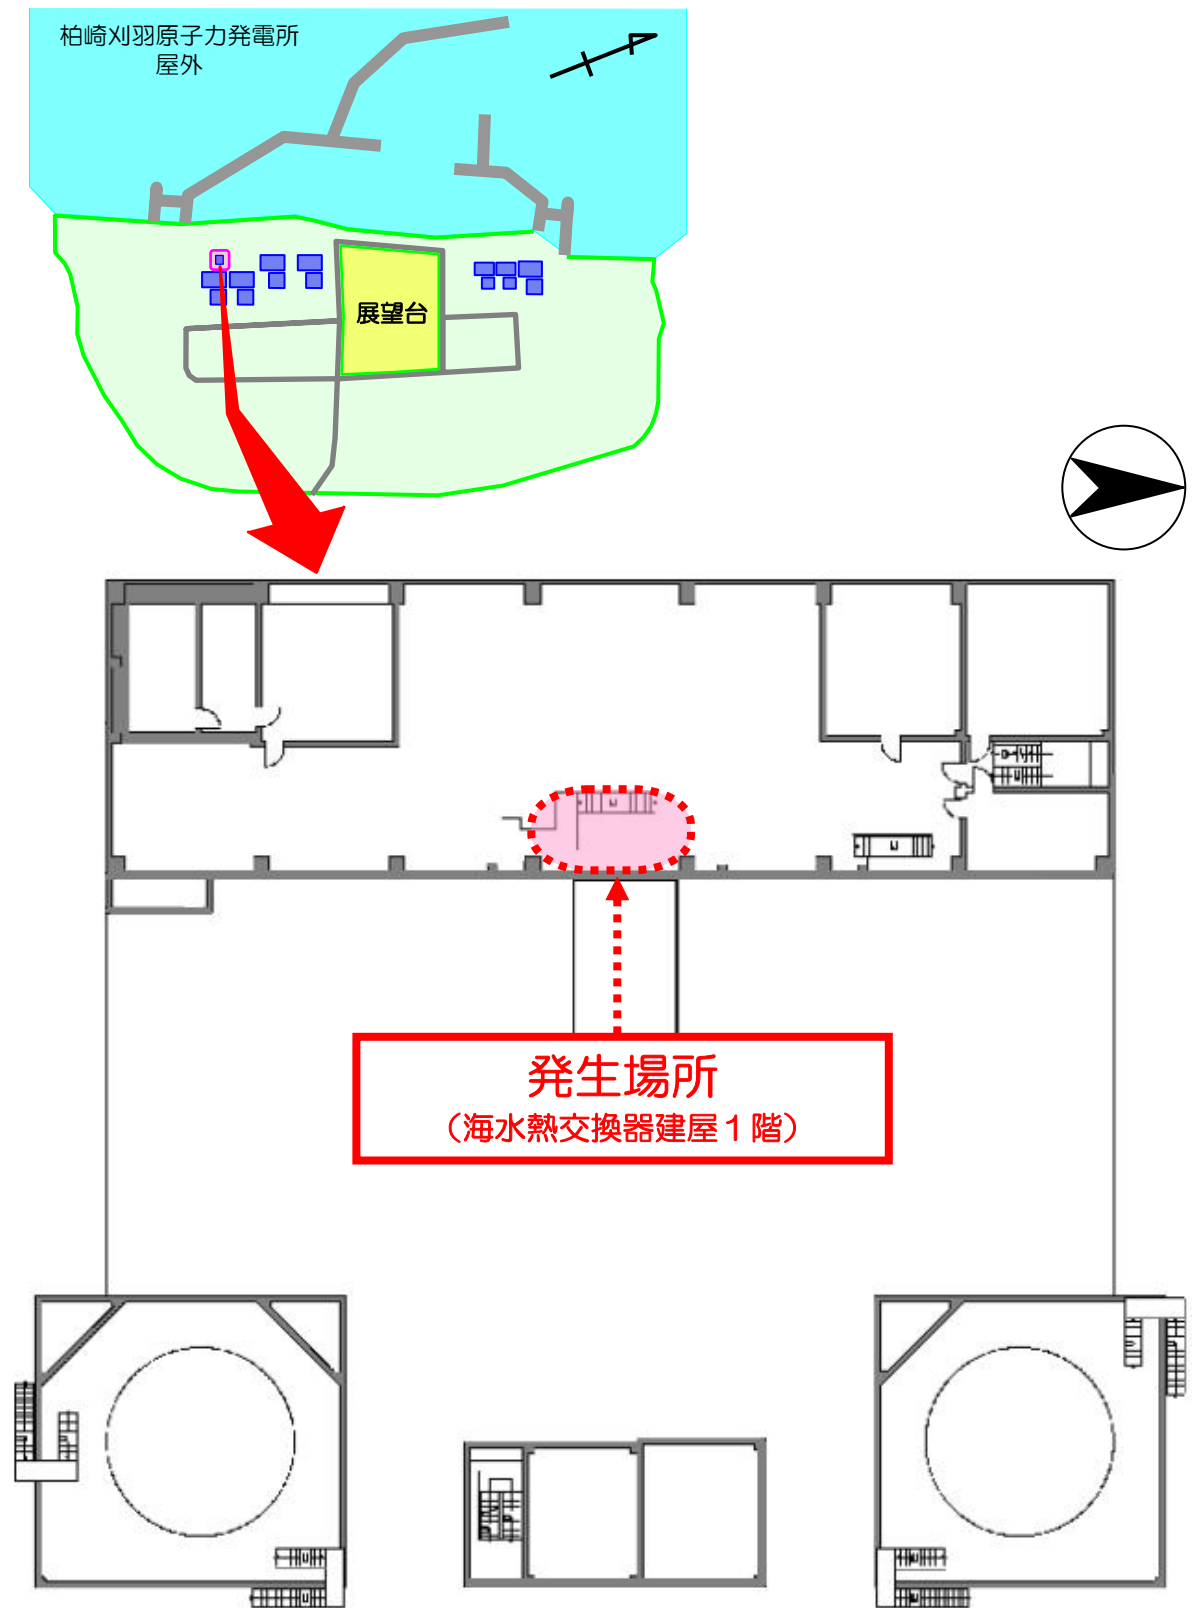 柏崎刈羽原子力発電所
屋外
展望台
発生場所
（海水熱交換器建屋１階）